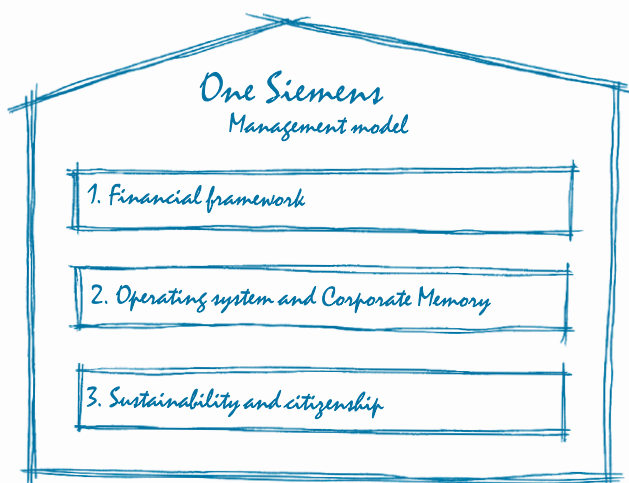 One Siemens
Management model
1. Financial framework
2. Operating system and Corporate Memory
3. Sustainability and citizenship